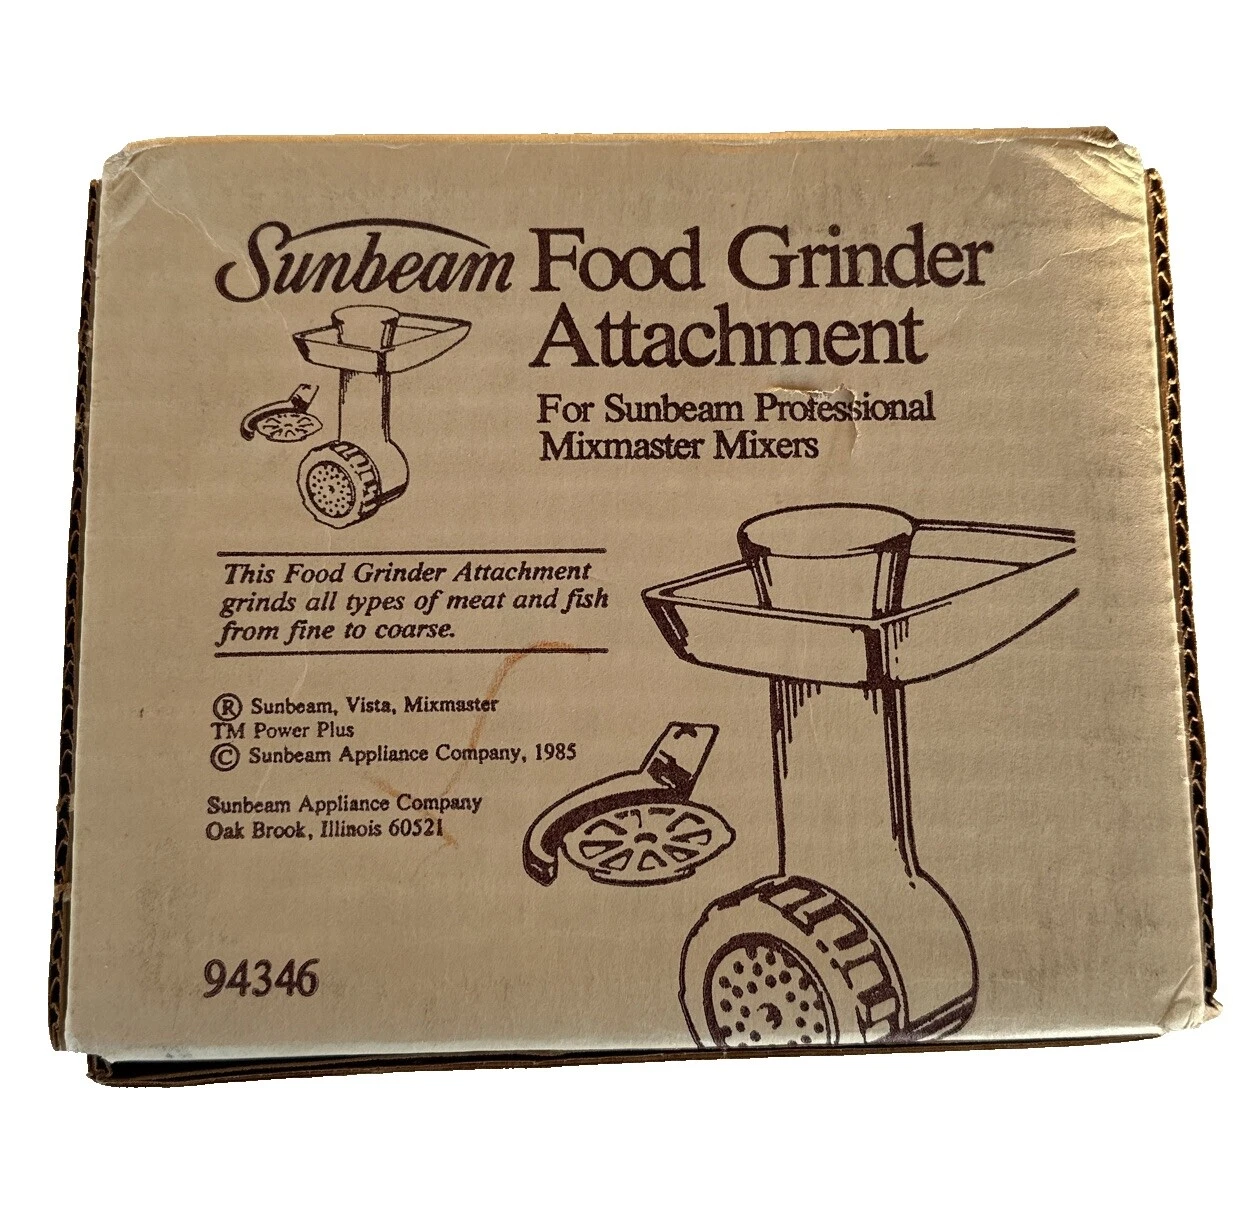 Sunbeam Food Grinder
Attachment
For Sunbeam Professional
Mixmaster Mixers
This Food Grinder Attachment
grinds all types of meat and fish
from fine to coarse.
® Sunbeam, Vista, Mixmaster
TM Power Plus
© Sunbeam Appliance Company, 1985
Sunbeam Appliance Company
Oak Brook, Illinois 60521
94346